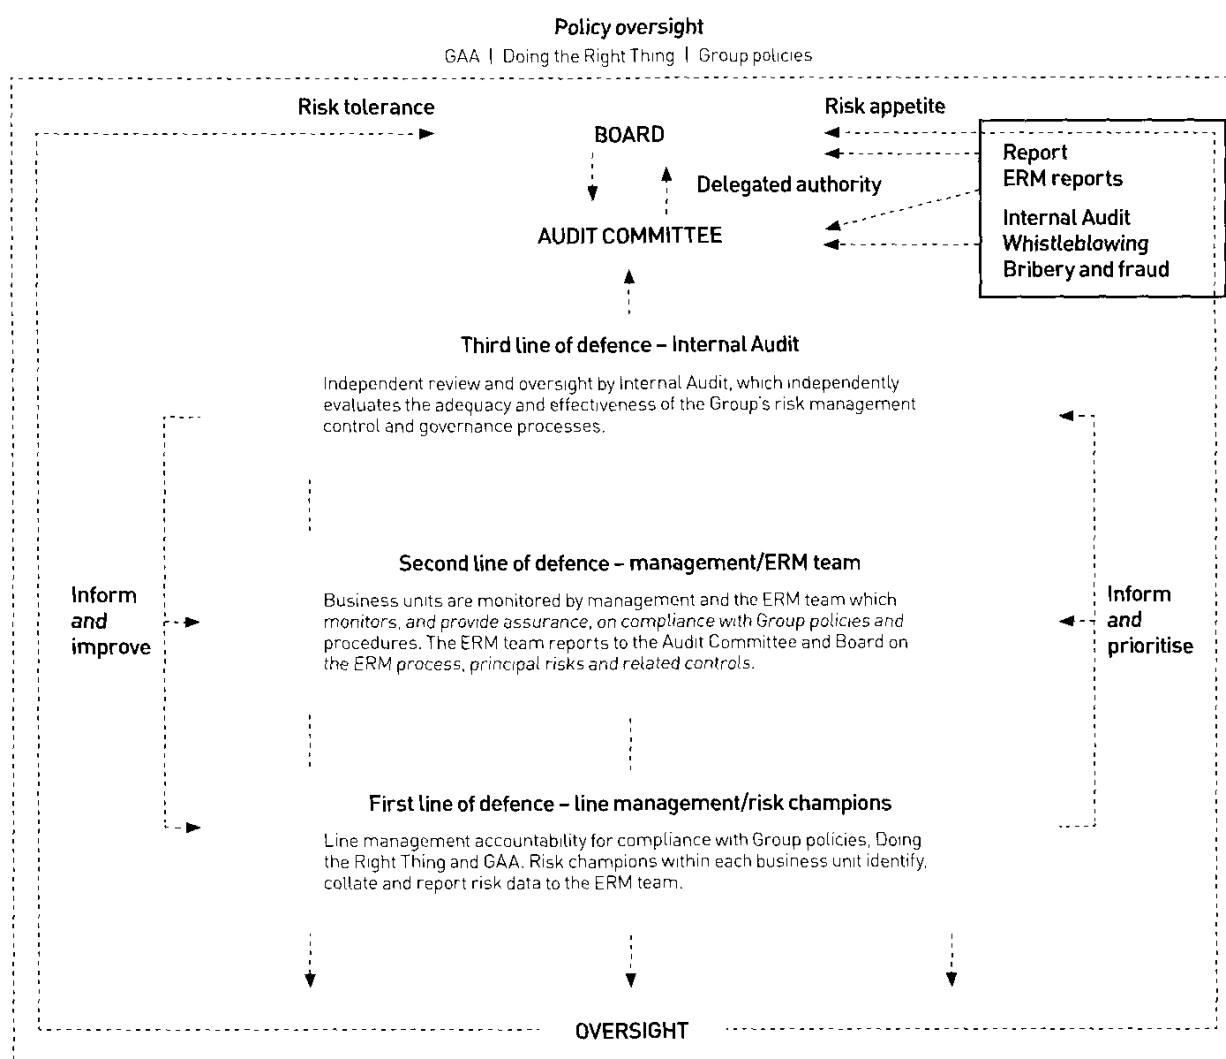 Policy oversight
GAA | Doing the Right Thing | Group policies
Risk tolerance
Risk appetite
BOARD
Delegated authority
AUDIT COMMITTEE
Report
ERM reports
Internal Audit
Whistleblowing
Bribery and fraud
Third line of defence – Internal Audit
Independent review and oversight by Internal Audit, which independently
evaluates the adequacy and effectiveness of the Group's risk management
control and governance processes.
Second line of defence – management/ERM team
Business units are monitored by management and the ERM team which
monitors, and provide assurance, on compliance with Group policies and
procedures. The ERM team reports to the Audit Committee and Board on
the ERM process, principal risks and related controls.
Inform
and
improve
Inform
and
prioritise
First line of defence – line management/risk champions
Line management accountability for compliance with Group policies, Doing
the Right Thing and GAA. Risk champions within each business unit identify,
collate and report risk data to the ERM team.
OVERSIGHT